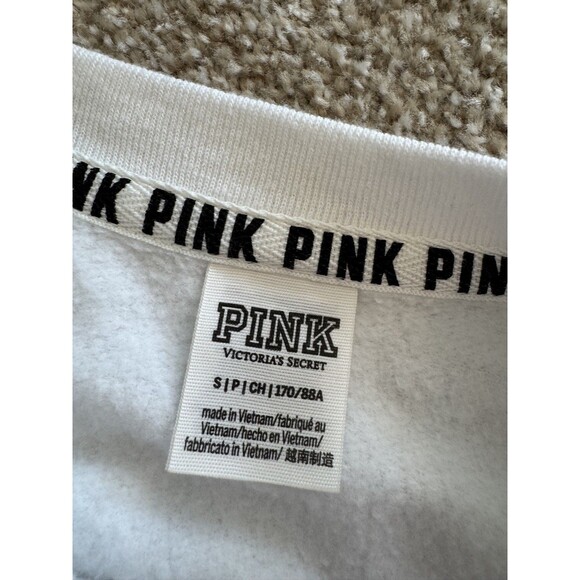 NK PINK PINK PINK
PINK
VICTORIA'S SECRET
S | P | CH | 170/88A
made in Vietnam/fabriqué au
Vietnam/hecho en Vietnam/
fabbricato in Vietnam/ 越南制造